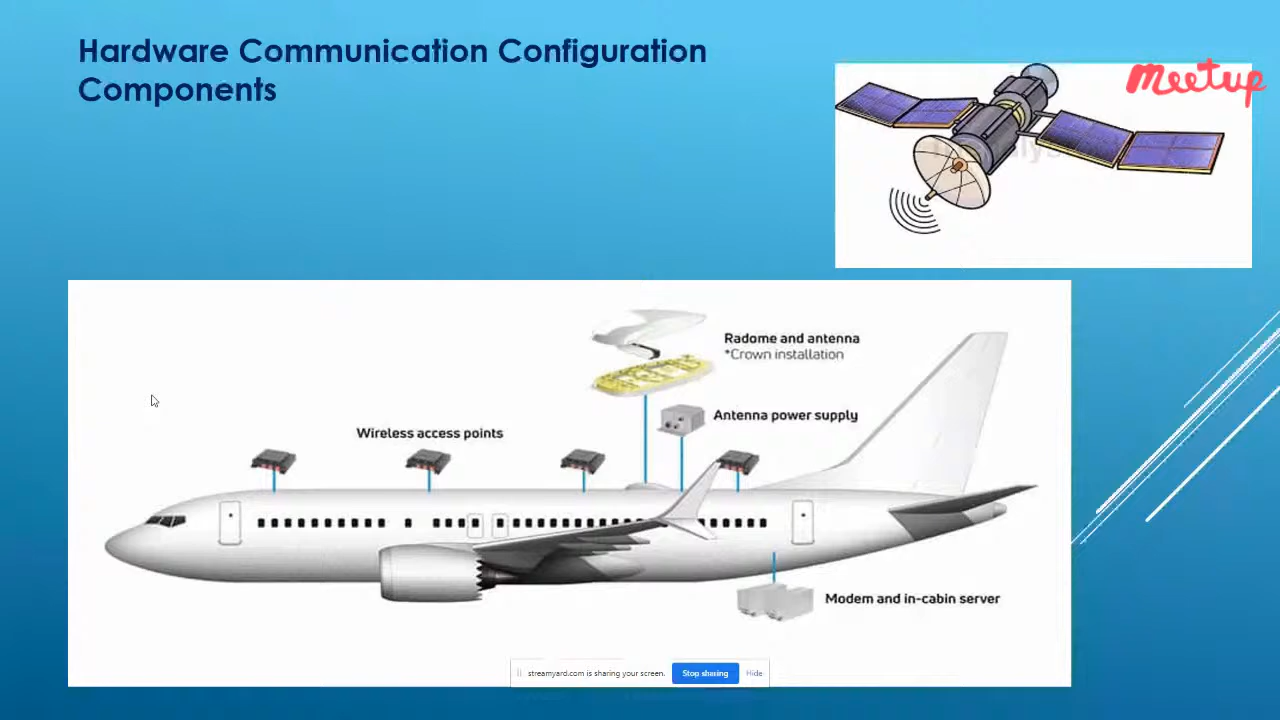 Hardware Communication Configuration
Components
meetup
Radome and antenna
*Crown installation
Antenna power supply
Wireless access points
Modem and in-cabin server
streamyard.com is sharing your screen.
Stop sharing
Hide